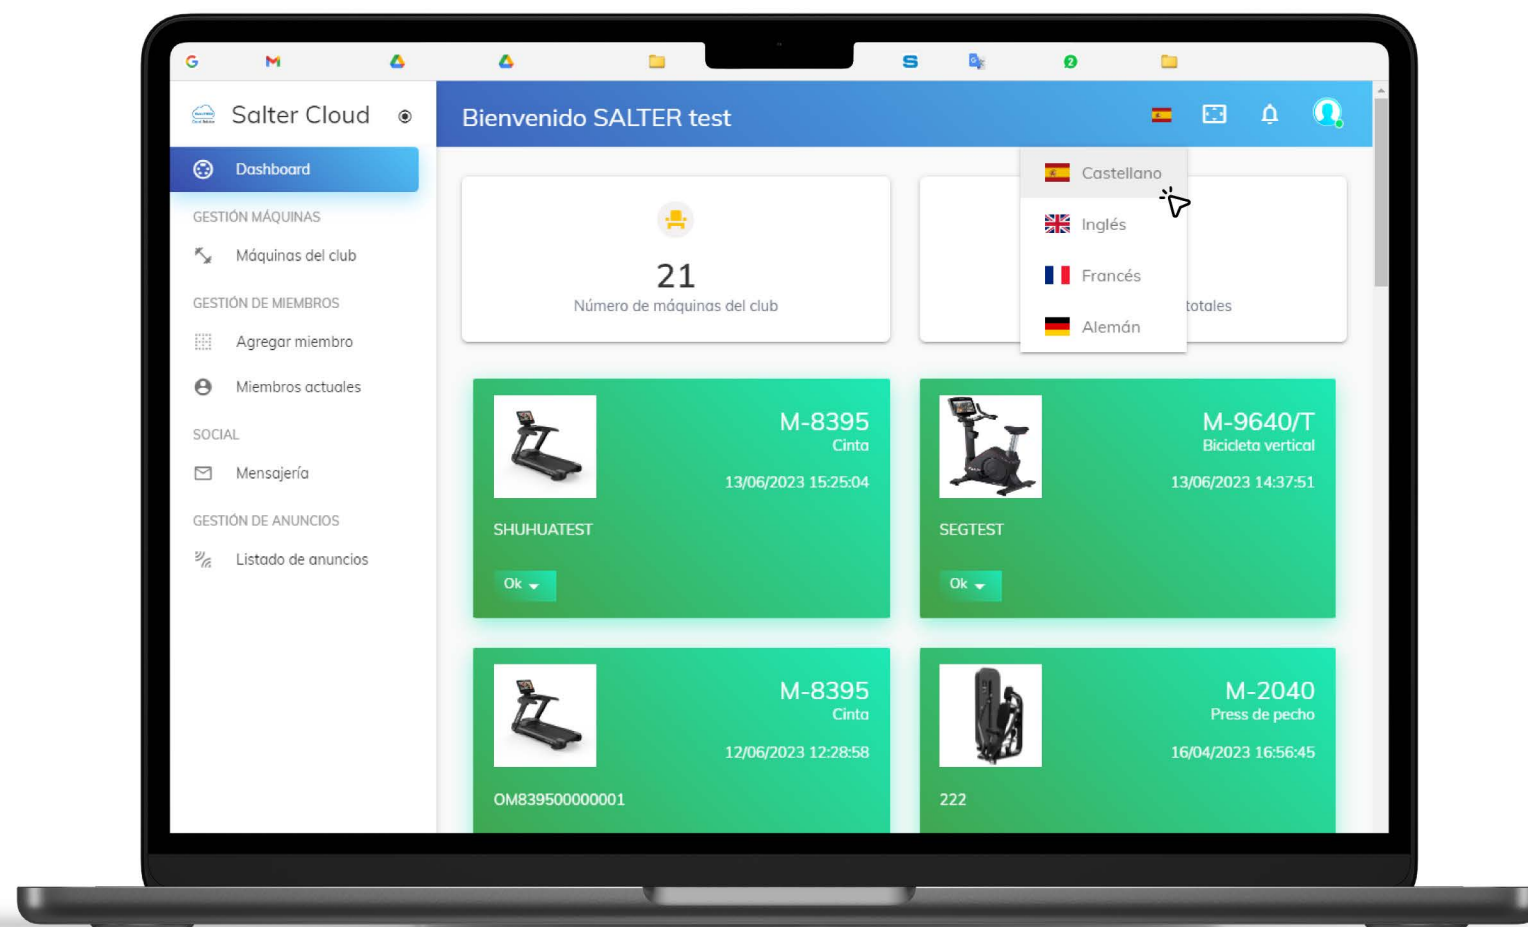 Salter Cloud
Bienvenido SALTER test
Dashboard
GESTIÓN MÁQUINAS
Máquinas del club
GESTIÓN DE MIEMBROS
Agregar miembro
Miembros actuales
SOCIAL
Mensajería
GESTIÓN DE ANUNCIOS
Listado de anuncios
Castellano
Inglés
Francés
Alemán
21
Número de máquinas del club
totales
M-8395
Cinta
13/06/2023 15:25:04
SHUHUATEST
Ok
M-9640/T
Bicicleta vertical
13/06/2023 14:37:51
SEGTEST
Ok
M-8395
Cinta
12/06/2023 12:28:58
OM839500000001
M-2040
Press de pecho
16/04/2023 16:56:45
222